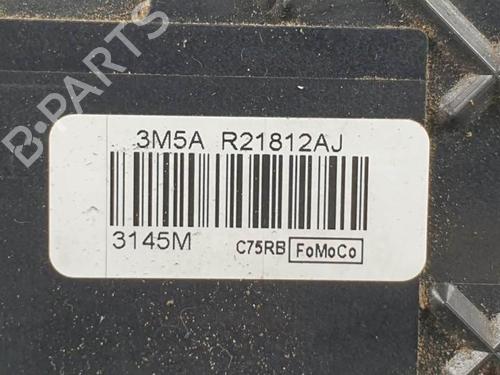 B-PARTS
3M5A R21812AJ
3145M
C75RB FoMoCo